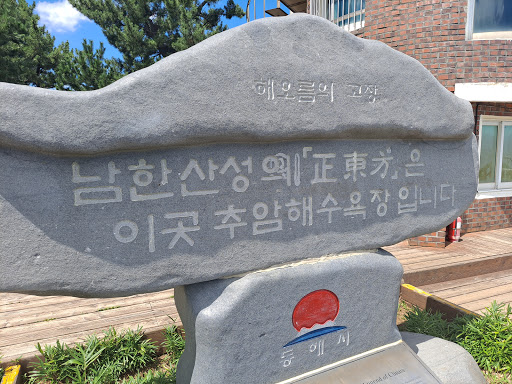 해오름의 고장
남한산성의 「正東方」은
이곳 추암해수욕장입니다
동해시